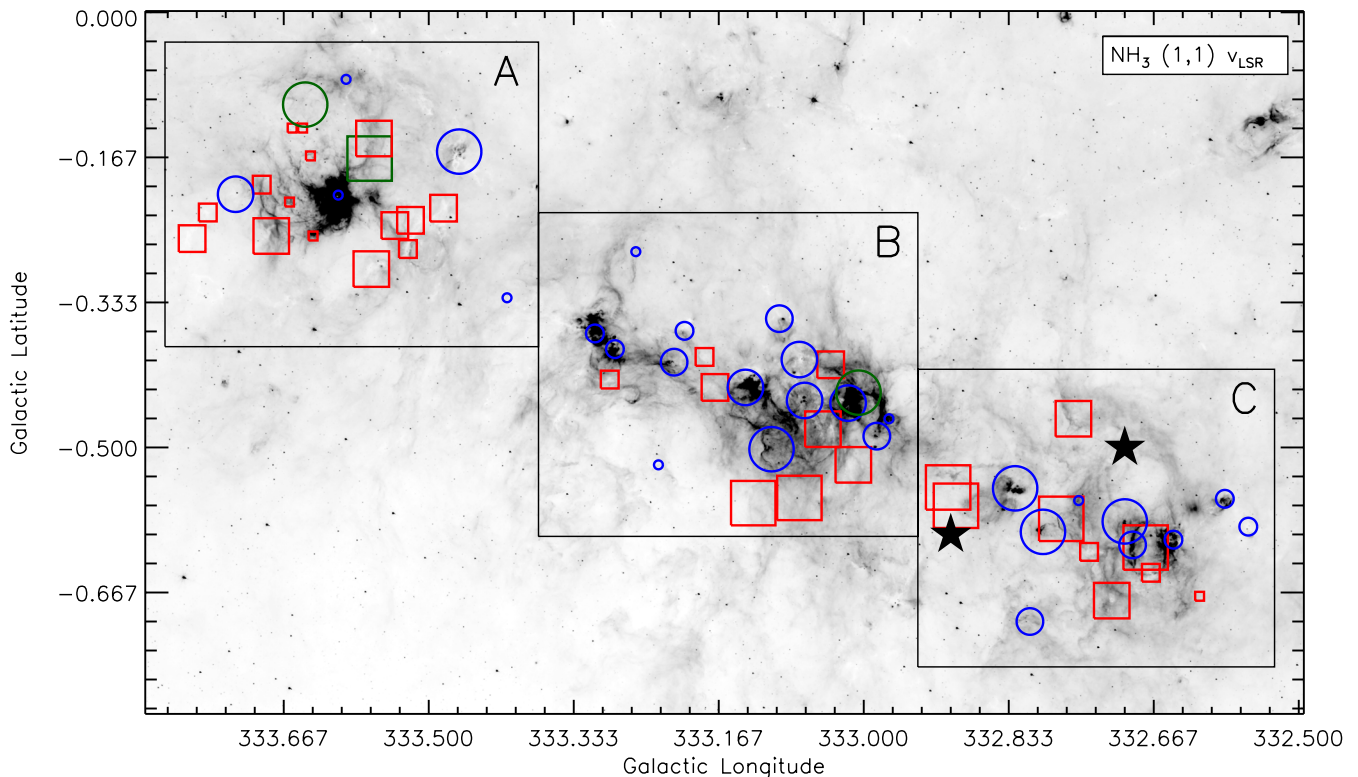 0.000
NH₃ (1,1) v_LSR
A
−0.167
B
−0.333
C
−0.500
−0.667
Galactic Latitude
333.667 333.500 333.333 333.167 333.000 332.833 332.667 332.500
Galactic Longitude